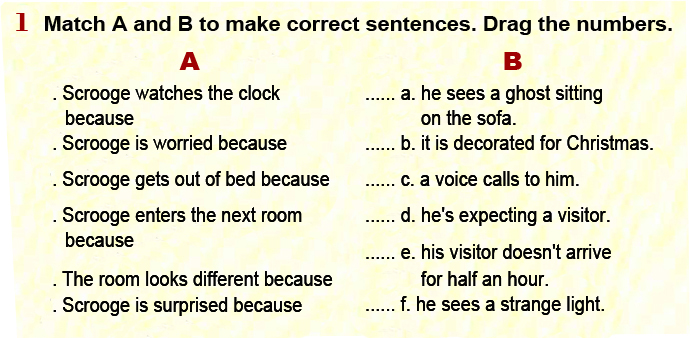 1 Match A and B to make correct sentences. Drag the numbers.
A
. Scrooge watches the clock
because
. Scrooge is worried because
. Scrooge gets out of bed because
. Scrooge enters the next room
because
. The room looks different because
. Scrooge is surprised because
B
...... a. he sees a ghost sitting
on the sofa.
...... b. it is decorated for Christmas.
...... c. a voice calls to him.
...... d. he's expecting a visitor.
...... e. his visitor doesn't arrive
for half an hour.
...... f. he sees a strange light.